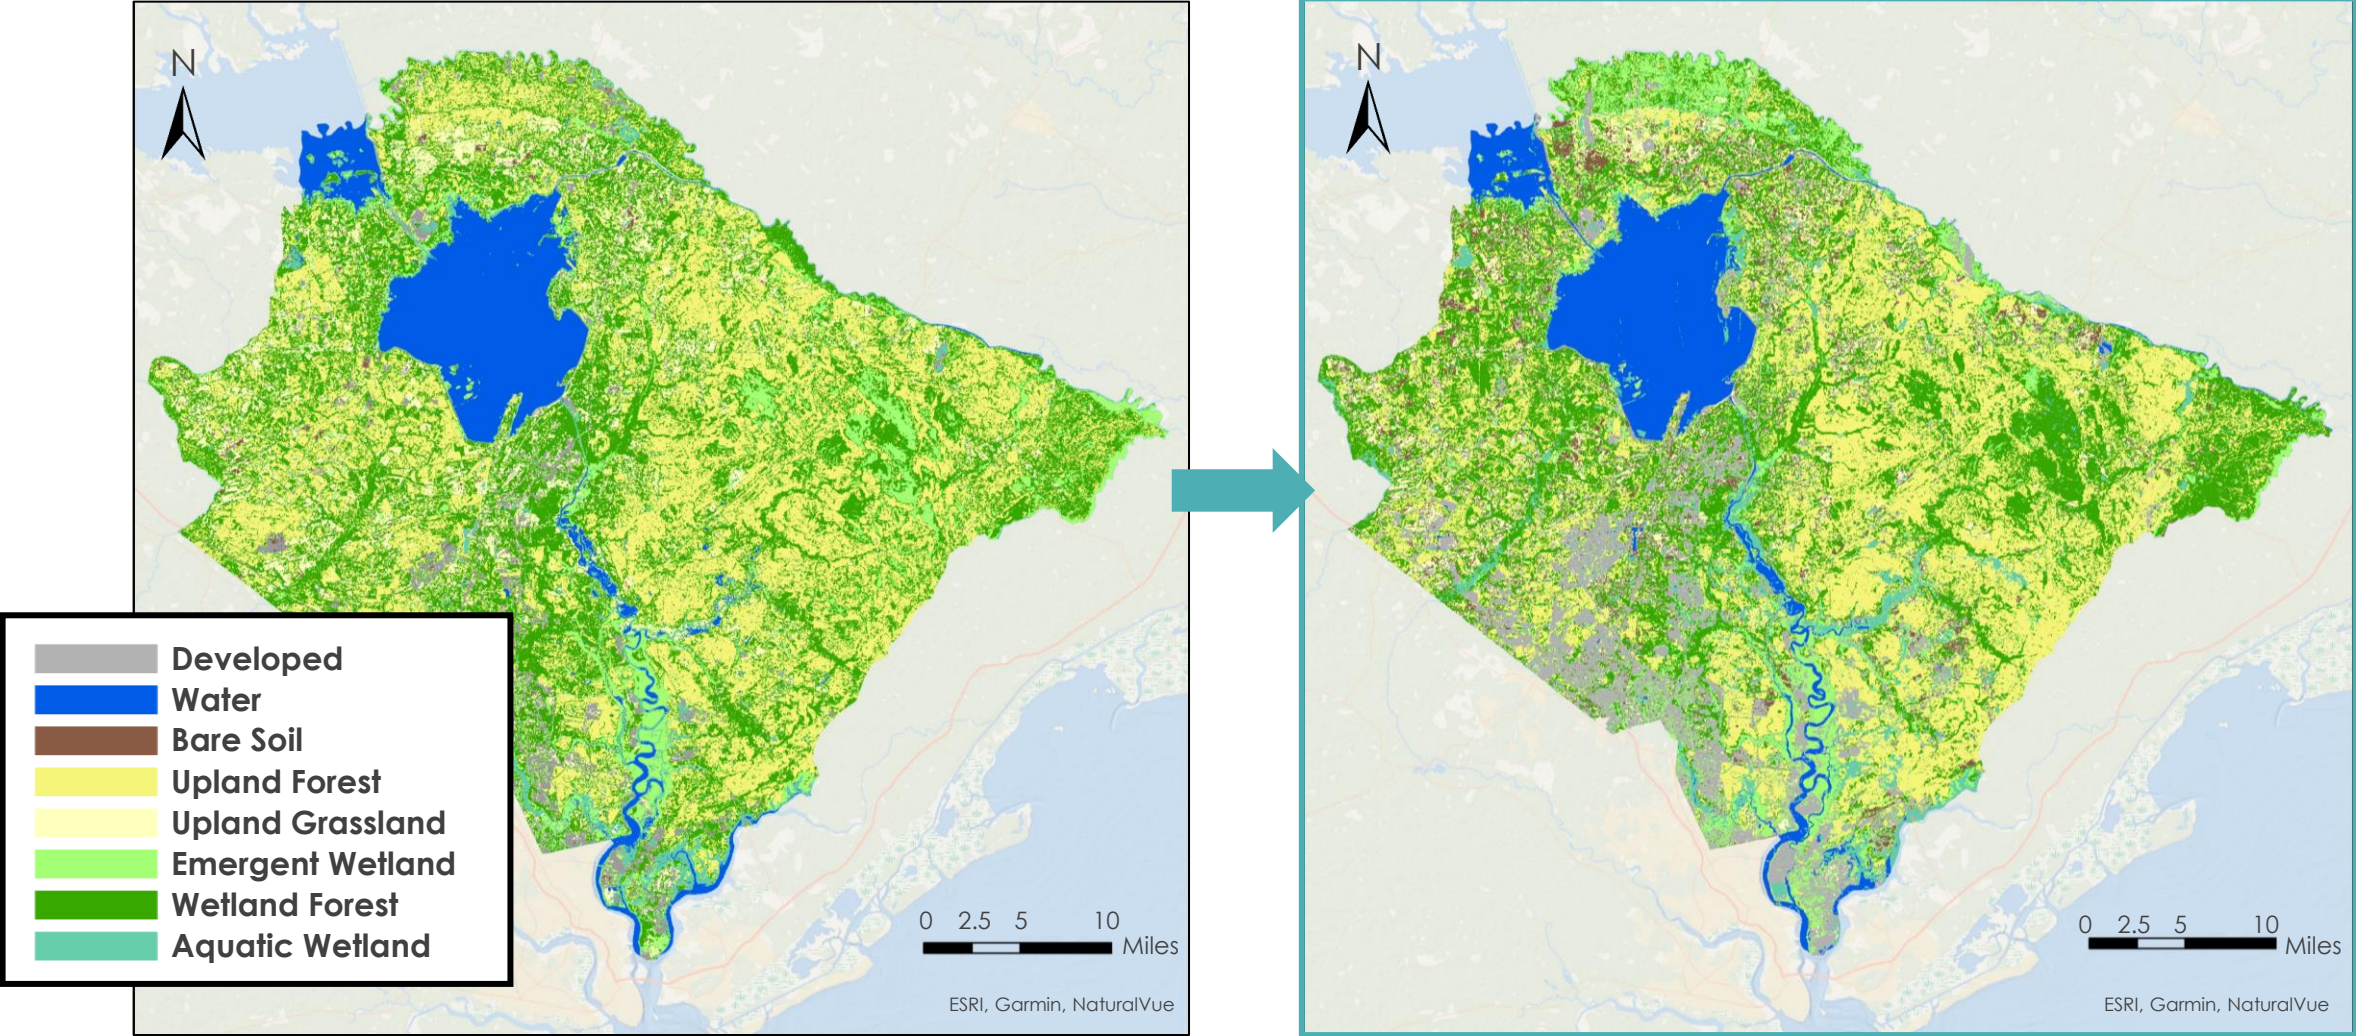 N
N
Developed
Water
Bare Soil
Upland Forest
Upland Grassland
Emergent Wetland
Wetland Forest
Aquatic Wetland
0 2.5 5 10
Miles
ESRI, Garmin, NaturalVue
0 2.5 5 10
Miles
ESRI, Garmin, NaturalVue